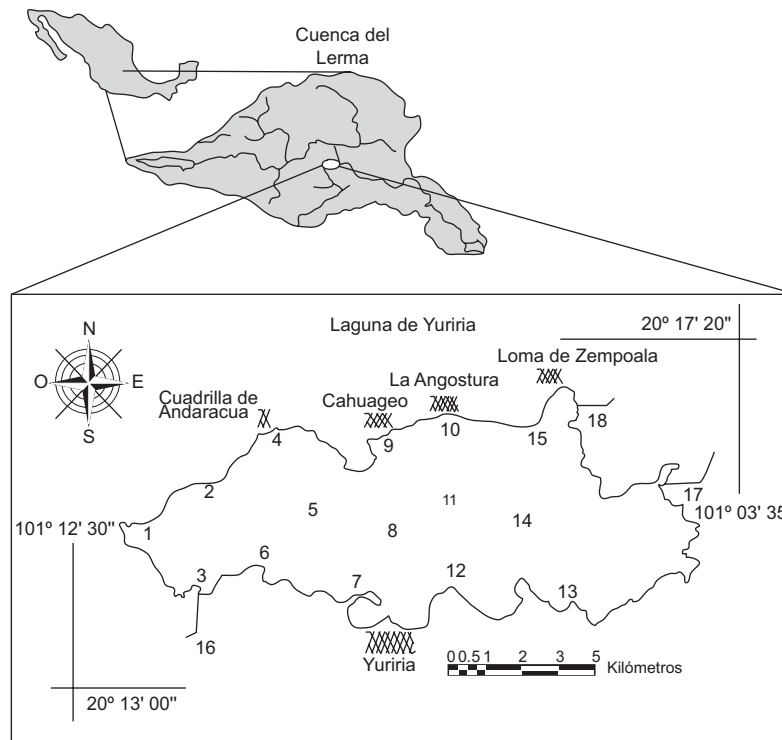 Cuenca del
Lerma
Laguna de Yuriria
20º 17' 20"
N
O
E
S
Loma de Zempoala
La Angostura
Cuadrilla de
Andaracua
Cahuageo
4
9
10
15
18
2
17
5
11
14
101º 12' 30"
1
8
101º 03' 35
6
3
7
12
13
16
Yuriria
0 0.5 1 2 3 5
Kilómetros
20º 13' 00"